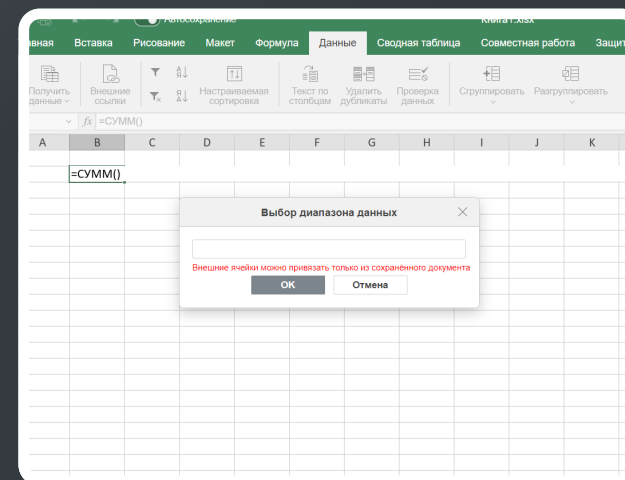 Автосохранение
Книга1.xlsx
Вставка Рисование Макет Формула Данные Сводная таблица Совместная работа
Получить данные
Внешние ссылки
Настраиваемая сортировка
Текст по столбцам
Удалить дубликаты
Проверка данных
Сгруппировать
Разгруппировать
fx =СУММ()
A B C D E F G H I J K
=СУММ()
Выбор диапазона данных
Внешние ячейки можно привязать только из сохранённого документа
OK Отмена